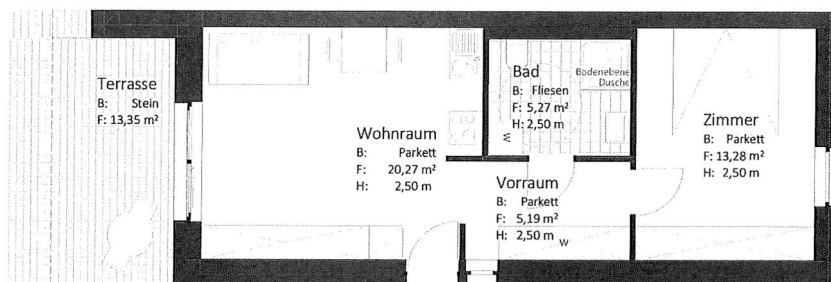 Terrasse
B: Stein
F: 13,35 m²
Wohnraum
B: Parkett
F: 20,27 m²
H: 2,50 m
Bad
B: Fliesen
F: 5,27 m²
H: 2,50 m
Bodenebene
Dusche
W
Vorraum
B: Parkett
F: 5,19 m²
H: 2,50 m
W
Zimmer
B: Parkett
F: 13,28 m²
H: 2,50 m